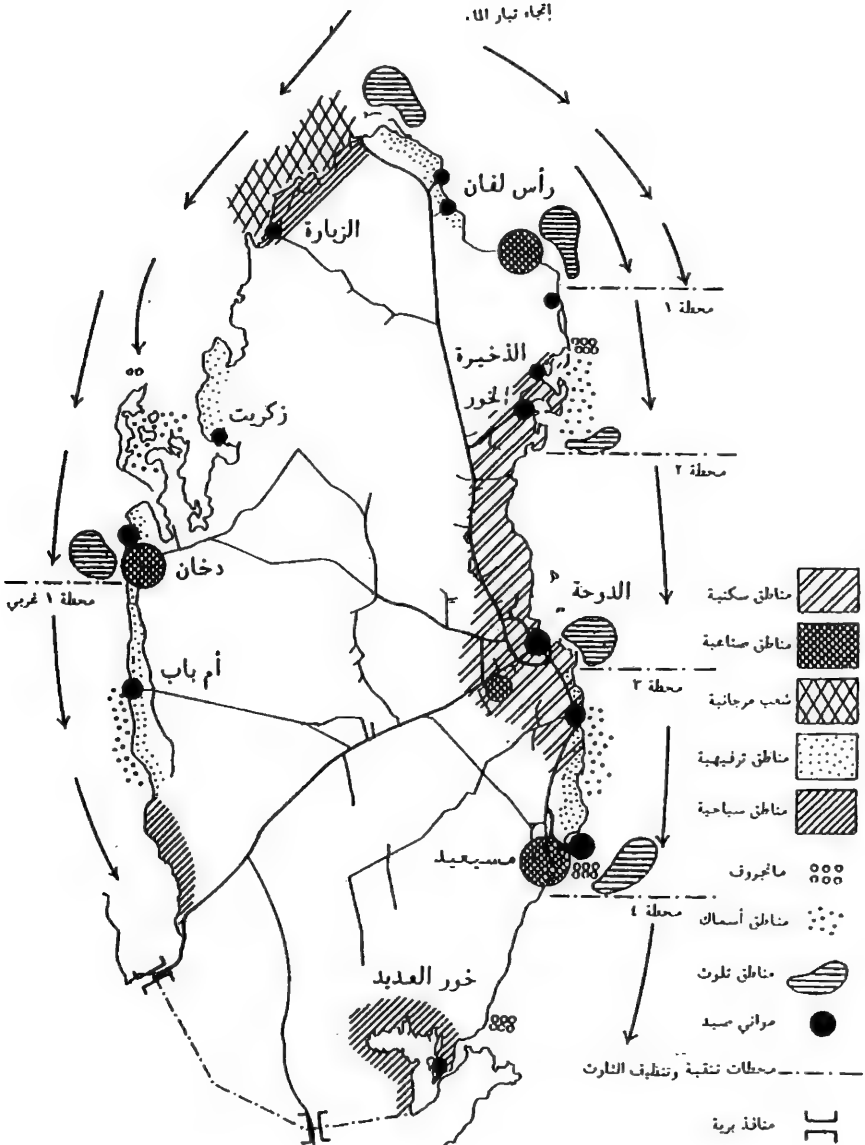 إتجاه تيار الماء
رأس لفان
الزبارة
محطة ١
الذخيرة
الخور
زكريت
محطة ٢
دخان
محطة ١ غربي
الدوحة
أم باب
محطة ٣
مسيعيد
محطة ٤
خور العديد
مناطق سكنية
مناطق صناعية
شعب مرجانية
مناطق ترفيهية
مناطق سياحية
مانجروف
مناطق أسماك
مناطق تلوث
مواني صيد
محطات تنقية وتنظيف التلوث
منافذ برية